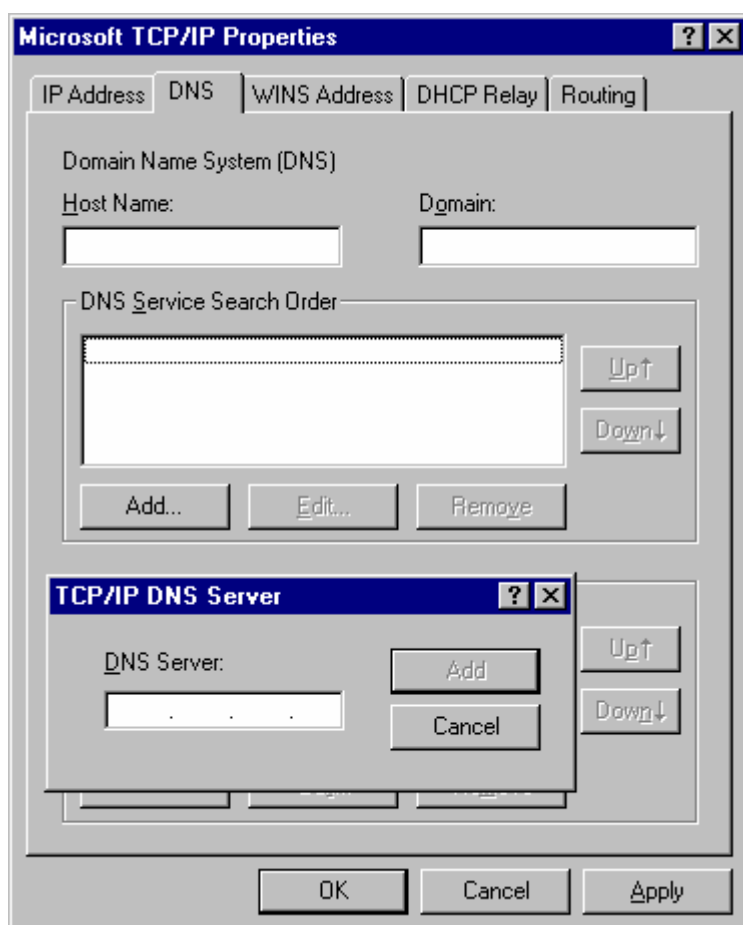 Microsoft TCP/IP Properties
IP Address DNS WINS Address DHCP Relay Routing
Domain Name System (DNS)
Host Name: Domain:
DNS Service Search Order
Up↑
Down↓
Add... Edit... Remove
TCP/IP DNS Server
DNS Server:
Add
. . .
Cancel
Up↑
Down↓
OK Cancel Apply